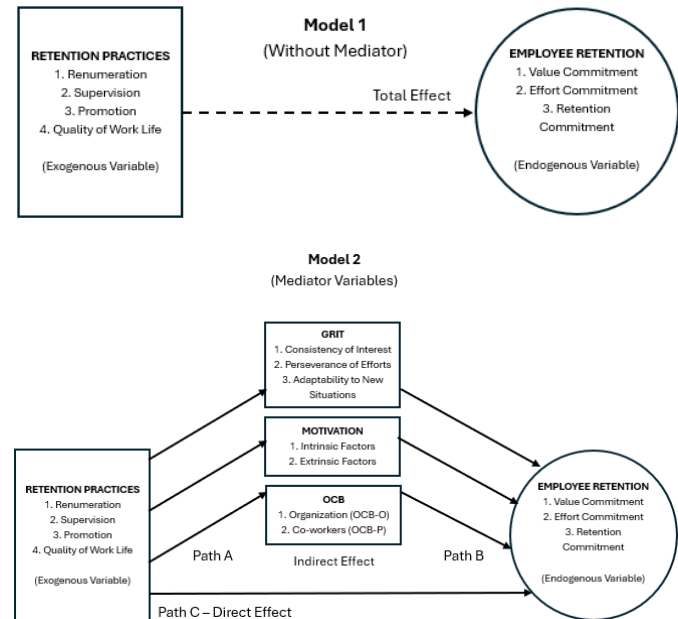 Model 1
(Without Mediator)
RETENTION PRACTICES
1. Renumeration
2. Supervision
3. Promotion
4. Quality of Work Life
(Exogenous Variable)
Total Effect
EMPLOYEE RETENTION
1. Value Commitment
2. Effort Commitment
3. Retention
Commitment
(Endogenous Variable)
Model 2
(Mediator Variables)
GRIT
1. Consistency of Interest
2. Perseverance of Efforts
3. Adaptability to New
Situations
MOTIVATION
1. Intrinsic Factors
2. Extrinsic Factors
OCB
1. Organization (OCB-O)
2. Co-workers (OCB-P)
RETENTION PRACTICES
1. Renumeration
2. Supervision
3. Promotion
4. Quality of Work Life
(Exogenous Variable)
Path A
Indirect Effect
Path B
EMPLOYEE RETENTION
1. Value Commitment
2. Effort Commitment
3. Retention
Commitment
(Endogenous Variable)
Path C – Direct Effect